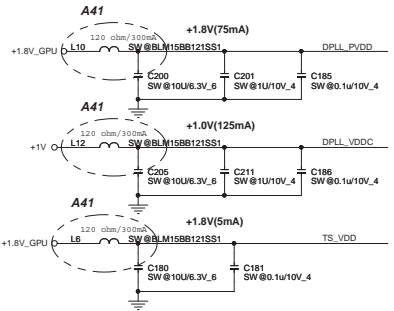 A41
+1.8V(75mA)
120 ohm/300mA
+1.8V_GPU L10 SW@BLM15BB121SS1 DPLL_PVDD
C200 C201 C185
SW@10U/6.3V_6 SW@1U/10V_4 SW@0.1u/10V_4
A41
+1.0V(125mA)
120 ohm/300mA
+1V L12 SW@BLM15BB121SS1 DPLL_VDDC
C205 C211 C186
SW@10U/6.3V_6 SW@1U/10V_4 SW@0.1u/10V_4
A41
+1.8V(5mA)
120 ohm/300mA
+1.8V_GPU L6 SW@BLM15BB121SS1 TS_VDD
C180 C181
SW@10U/6.3V_6 SW@0.1u/10V_4